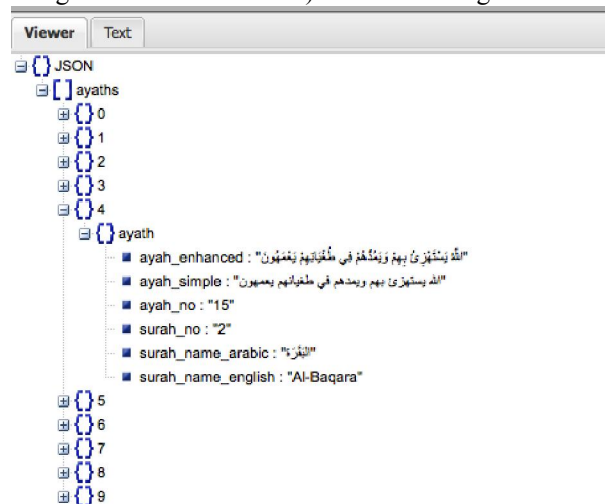 Viewer Text
{} JSON
[ ] ayaths
{} 0
{} 1
{} 2
{} 3
{} 4
{} ayath
ayah_enhanced : "اللَّهُ يَسْتَهْزِئُ بِهِمْ وَيَمُدُّهُمْ فِي طُغْيَانِهِمْ يَعْمَهُونَ"
ayah_simple : "الله يستهزئ بهم ويمدهم في طغيانهم يعمهون"
ayah_no : "15"
surah_no : "2"
surah_name_arabic : "البَقَرَة"
surah_name_english : "Al-Baqara"
{} 5
{} 6
{} 7
{} 8
{} 9